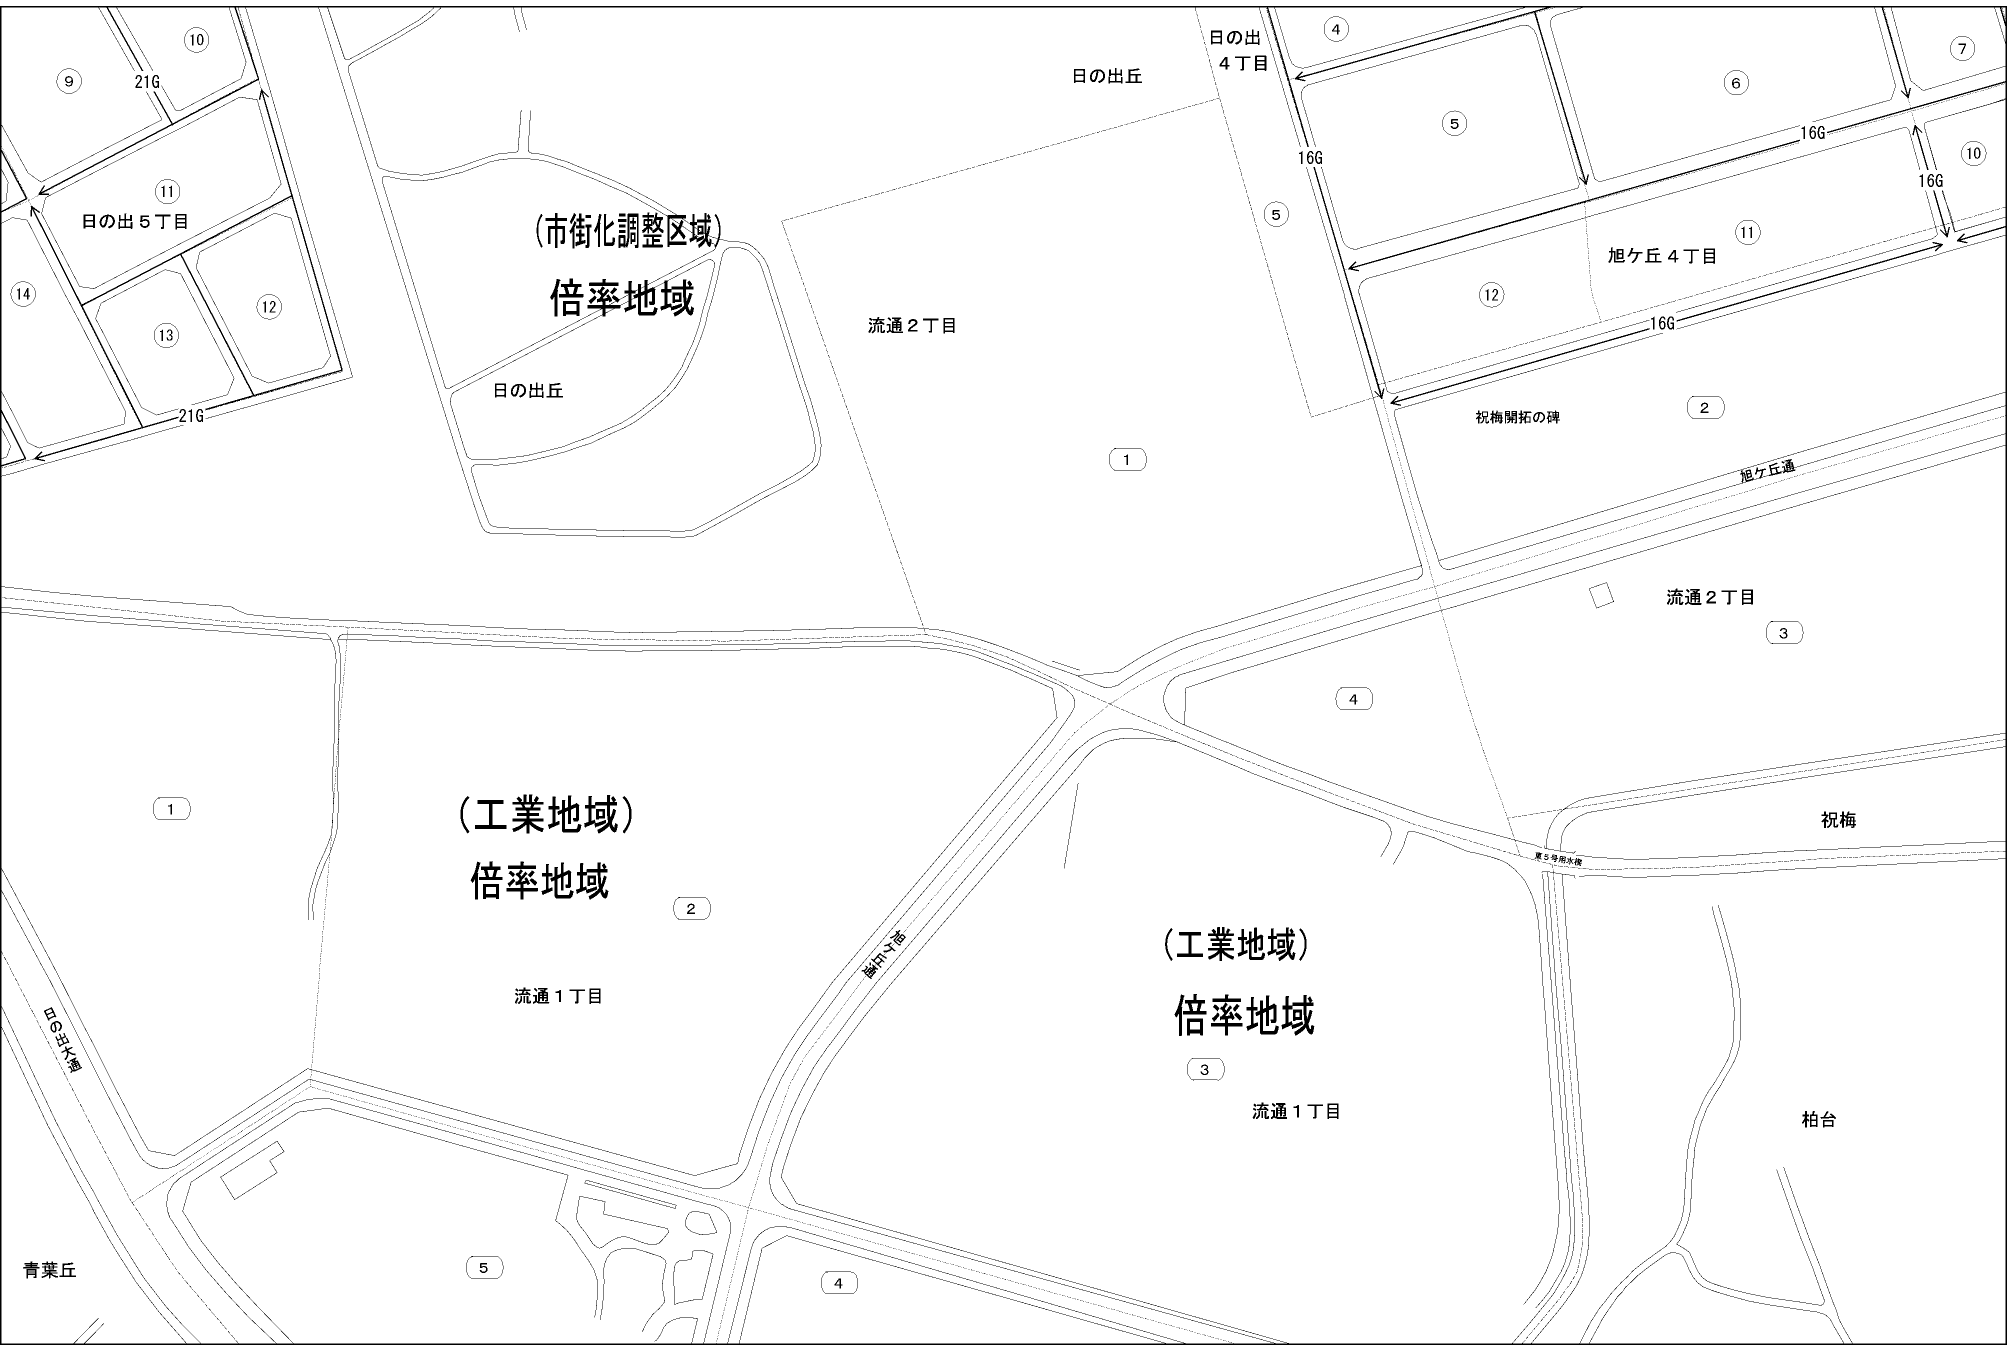 ⑩
⑨
21G
⑪
日の出５丁目
⑭
⑬
⑫
21G
（市街化調整区域）
倍率地域
日の出丘
日の出丘
日の出
４丁目
流通２丁目
1
④
⑤
⑥
⑦
16G
16G
⑤
⑩
16G
⑪
旭ケ丘４丁目
⑫
16G
祝梅開拓の碑
2
旭ケ丘通
流通２丁目
3
4
祝梅
東５号用水橋
1
（工業地域）
倍率地域
2
流通１丁目
旭ケ丘通
（工業地域）
倍率地域
3
流通１丁目
日の出大通
柏台
青葉丘
5
4